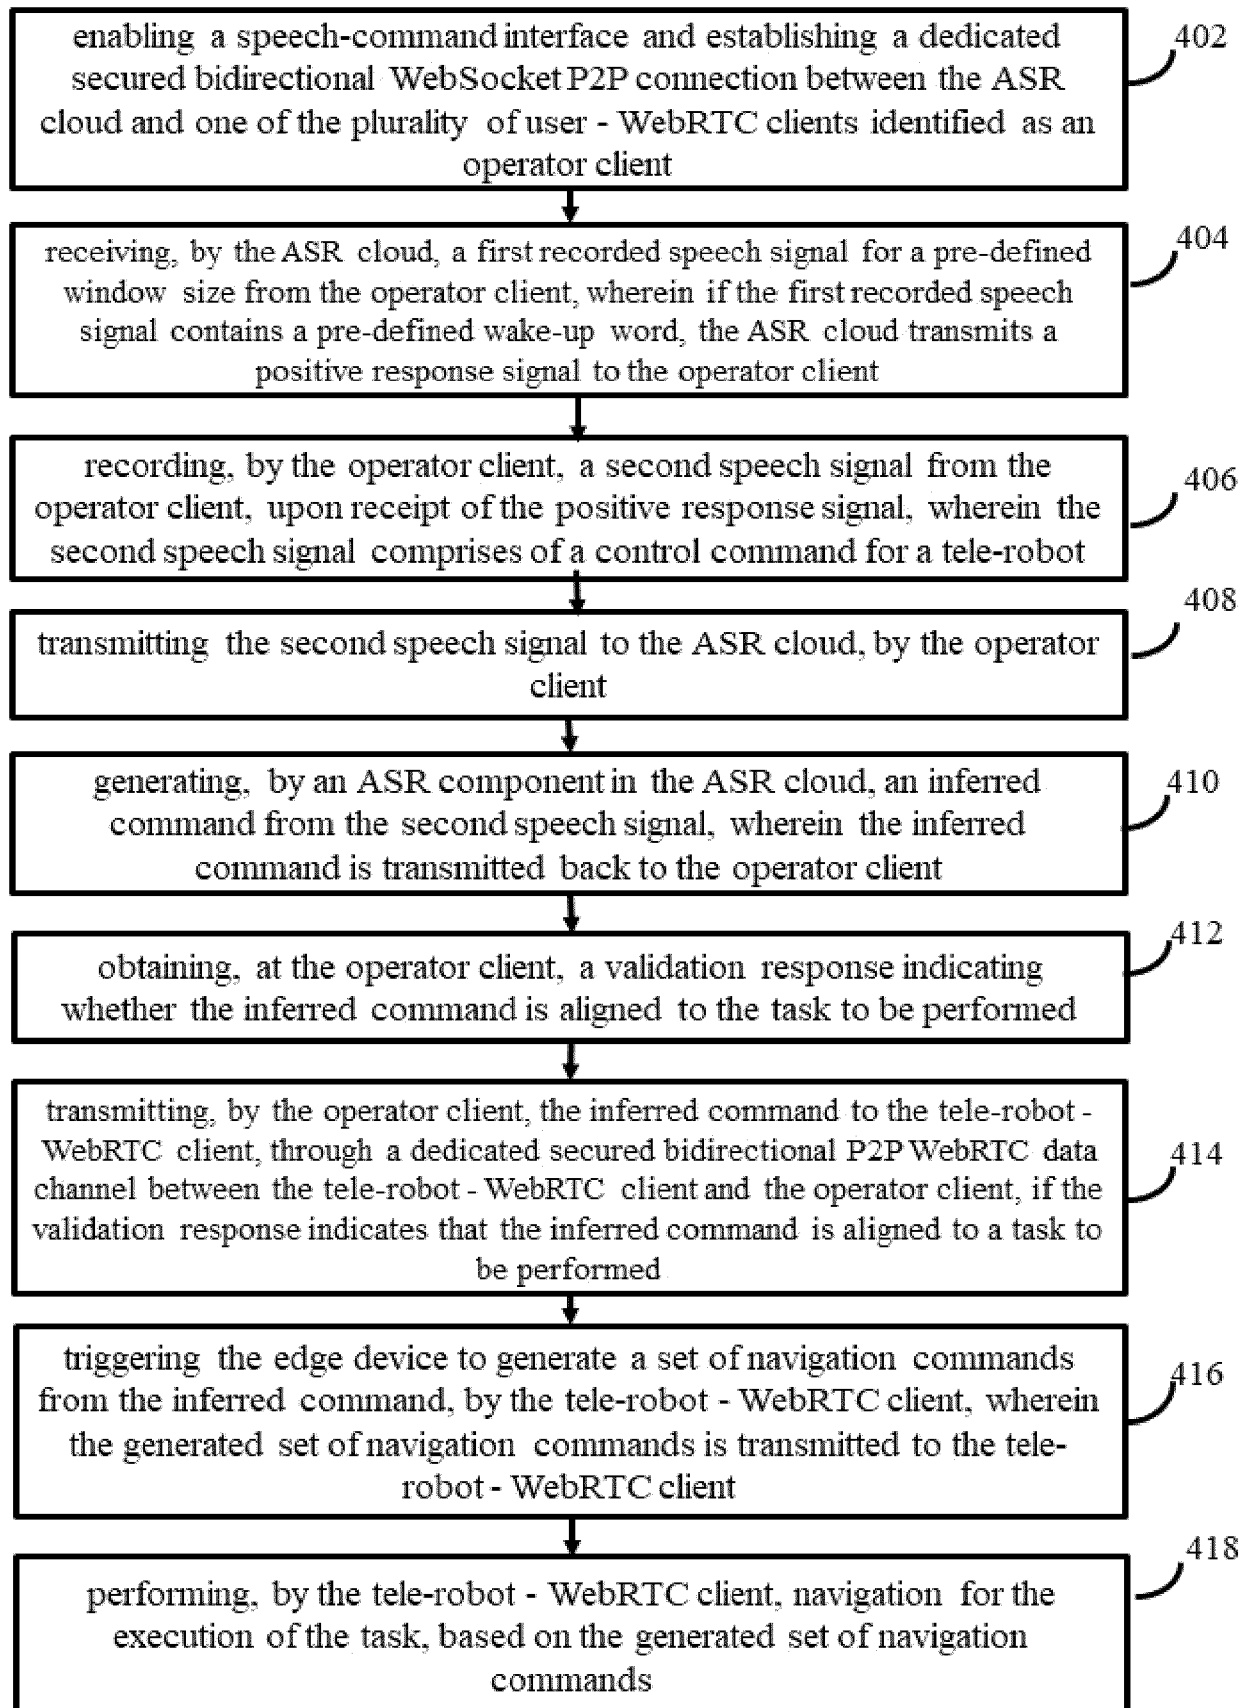 enabling a speech-command interface and establishing a dedicated
secured bidirectional WebSocket P2P connection between the ASR
cloud and one of the plurality of user - WebRTC clients identified as an
operator client
402
receiving, by the ASR cloud, a first recorded speech signal for a pre-defined
window size from the operator client, wherein if the first recorded speech
signal contains a pre-defined wake-up word, the ASR cloud transmits a
positive response signal to the operator client
404
recording, by the operator client, a second speech signal from the
operator client, upon receipt of the positive response signal, wherein the
second speech signal comprises of a control command for a tele-robot
406
transmitting the second speech signal to the ASR cloud, by the operator
client
408
generating, by an ASR component in the ASR cloud, an inferred
command from the second speech signal, wherein the inferred
command is transmitted back to the operator client
410
obtaining, at the operator client, a validation response indicating
whether the inferred command is aligned to the task to be performed
412
transmitting, by the operator client, the inferred command to the tele-robot -
WebRTC client, through a dedicated secured bidirectional P2P WebRTC data
channel between the tele-robot - WebRTC client and the operator client, if the
validation response indicates that the inferred command is aligned to a task to
be performed
414
triggering the edge device to generate a set of navigation commands
from the inferred command, by the tele-robot - WebRTC client, wherein
the generated set of navigation commands is transmitted to the tele-
robot - WebRTC client
416
performing, by the tele-robot - WebRTC client, navigation for the
execution of the task, based on the generated set of navigation
commands
418